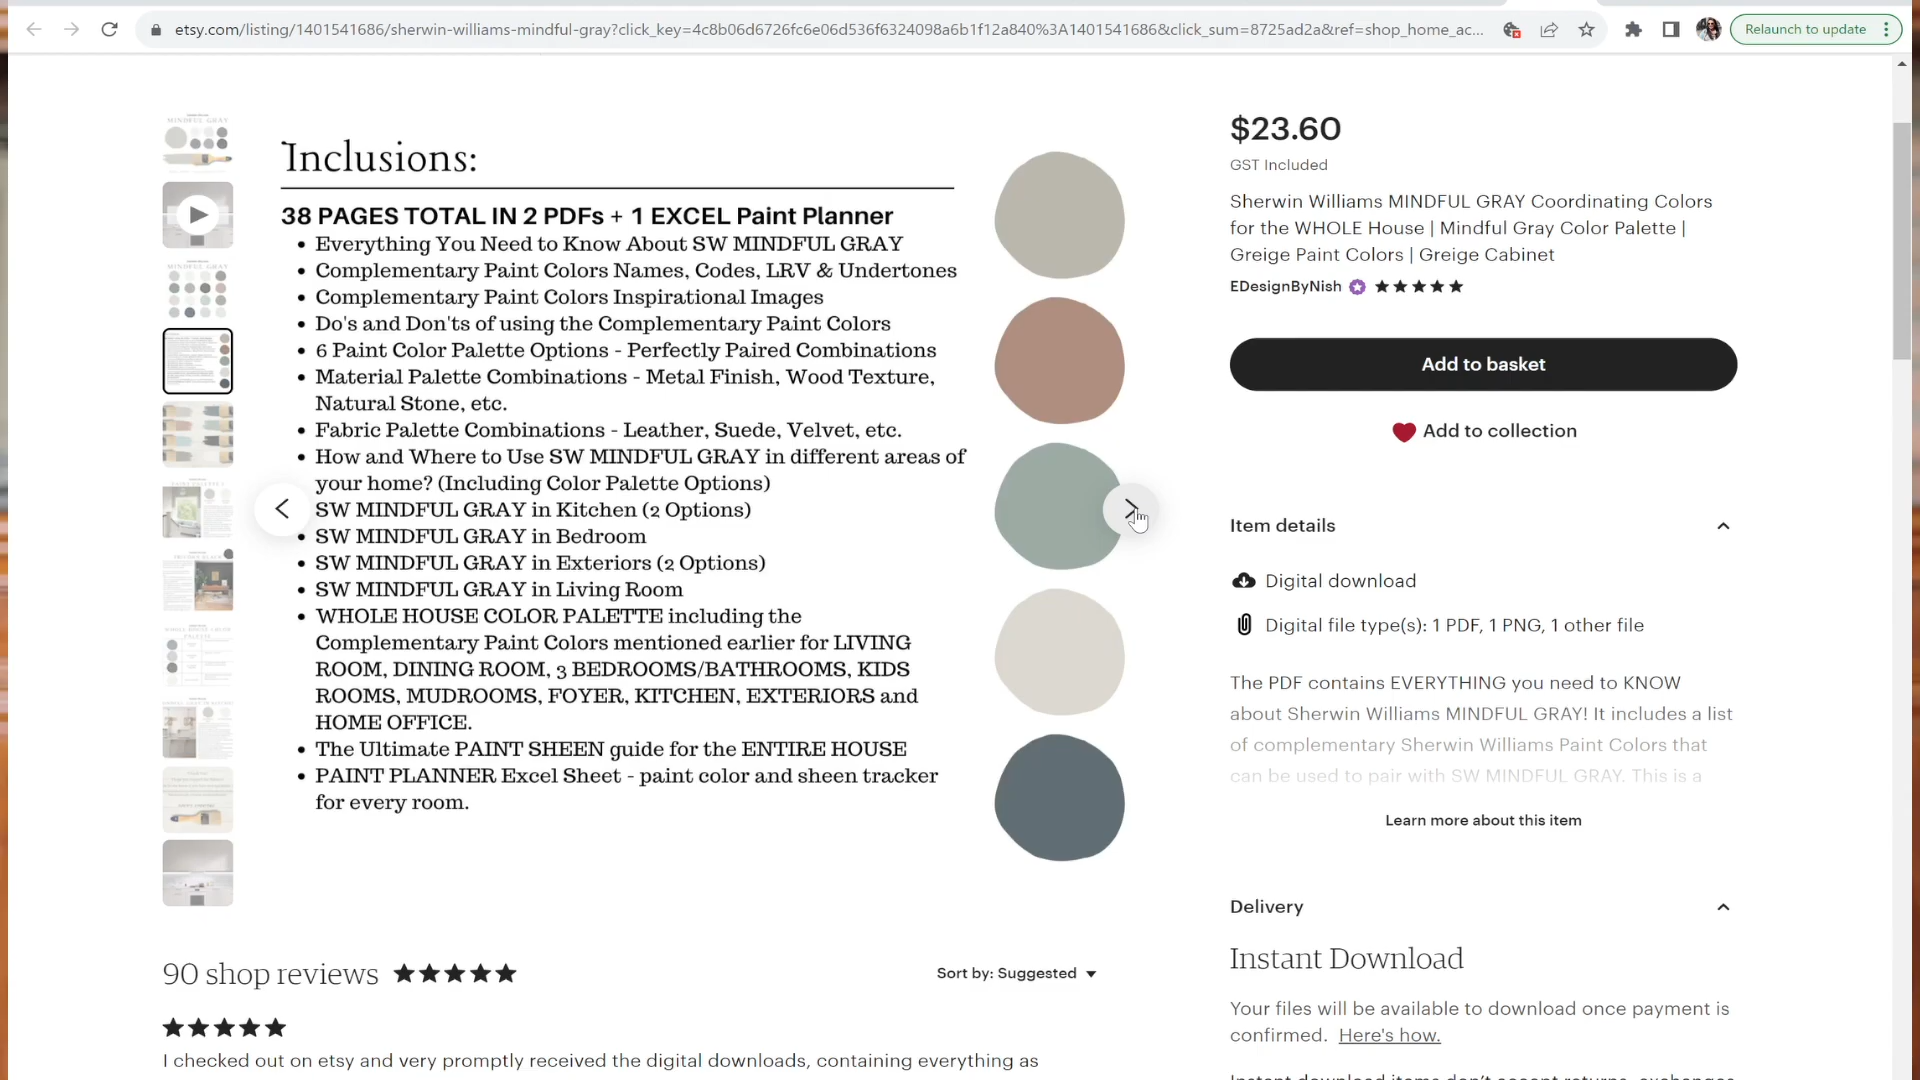 etsy.com/listing/1401541686/sherwin-williams-mindful-gray?click_key=4c8b06d6726fc6e06d536f6324098a6b1f12a840%3A1401541686&click_sum=8725ad2a&ref=shop_home_ac...
Relaunch to update
MINDFUL GRAY
MINDFUL GRAY
Inclusions:
38 PAGES TOTAL IN 2 PDFs + 1 EXCEL Paint Planner
• Everything You Need to Know About SW MINDFUL GRAY
• Complementary Paint Colors Names, Codes, LRV & Undertones
• Complementary Paint Colors Inspirational Images
• Do's and Don'ts of using the Complementary Paint Colors
• 6 Paint Color Palette Options - Perfectly Paired Combinations
• Material Palette Combinations - Metal Finish, Wood Texture,
Natural Stone, etc.
• Fabric Palette Combinations - Leather, Suede, Velvet, etc.
• How and Where to Use SW MINDFUL GRAY in different areas of
your home? (Including Color Palette Options)
SW MINDFUL GRAY in Kitchen (2 Options)
• SW MINDFUL GRAY in Bedroom
• SW MINDFUL GRAY in Exteriors (2 Options)
• SW MINDFUL GRAY in Living Room
• WHOLE HOUSE COLOR PALETTE including the
Complementary Paint Colors mentioned earlier for LIVING
ROOM, DINING ROOM, 3 BEDROOMS/BATHROOMS, KIDS
ROOMS, MUDROOMS, FOYER, KITCHEN, EXTERIORS and
HOME OFFICE.
• The Ultimate PAINT SHEEN guide for the ENTIRE HOUSE
• PAINT PLANNER Excel Sheet - paint color and sheen tracker
for every room.
90 shop reviews ★★★★★
Sort by: Suggested
★★★★★
I checked out on etsy and very promptly received the digital downloads, containing everything as
$23.60
GST Included
Sherwin Williams MINDFUL GRAY Coordinating Colors
for the WHOLE House | Mindful Gray Color Palette |
Greige Paint Colors | Greige Cabinet
EDesignByNish ★★★★★
Add to basket
Add to collection
Item details
Digital download
Digital file type(s): 1 PDF, 1 PNG, 1 other file
The PDF contains EVERYTHING you need to KNOW
about Sherwin Williams MINDFUL GRAY! It includes a list
of complementary Sherwin Williams Paint Colors that
can be used to pair with SW MINDFUL GRAY. This is a
Learn more about this item
Delivery
Instant Download
Your files will be available to download once payment is
confirmed. Here's how.